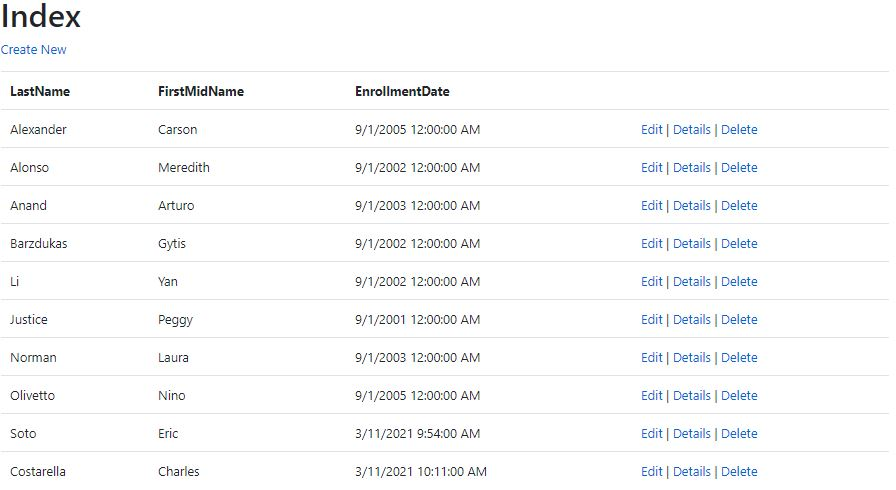 Index
Create New
LastName FirstMidName EnrollmentDate
Alexander Carson 9/1/2005 12:00:00 AM Edit | Details | Delete
Alonso Meredith 9/1/2002 12:00:00 AM Edit | Details | Delete
Anand Arturo 9/1/2003 12:00:00 AM Edit | Details | Delete
Barzdukas Gytis 9/1/2002 12:00:00 AM Edit | Details | Delete
Li Yan 9/1/2002 12:00:00 AM Edit | Details | Delete
Justice Peggy 9/1/2001 12:00:00 AM Edit | Details | Delete
Norman Laura 9/1/2003 12:00:00 AM Edit | Details | Delete
Olivetto Nino 9/1/2005 12:00:00 AM Edit | Details | Delete
Soto Eric 3/11/2021 9:54:00 AM Edit | Details | Delete
Costarella Charles 3/11/2021 10:11:00 AM Edit | Details | Delete